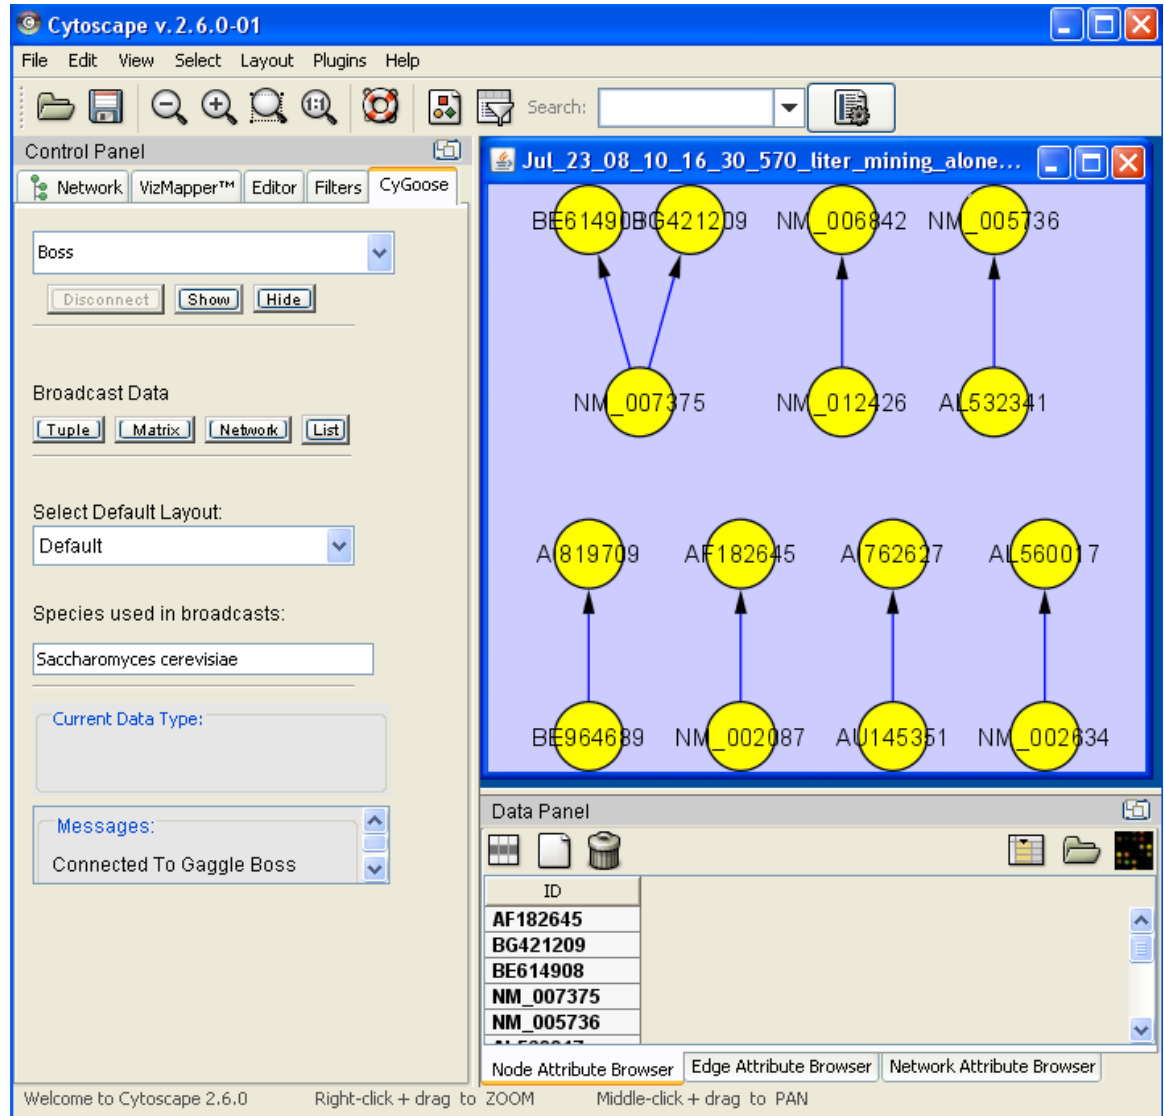 Cytoscape v.2.6.0-01
File Edit View Select Layout Plugins Help
Search:
Control Panel
Network VizMapper™ Editor Filters CyGoose
Boss
Disconnect Show Hide
Broadcast Data
Tuple Matrix Network List
Select Default Layout:
Default
Species used in broadcasts:
Saccharomyces cerevisiae
Current Data Type:
Messages:
Connected To Gaggle Boss
Jul_23_08_10_16_30_570_liter_mining_alone...
BE614908 BG421209 NM_006842 NM_005736
NM_007375 NM_012426 AL532341
AI819709 AF182645 AI762627 AL560017
BE964689 NM_002087 AU145351 NM_002634
Data Panel
ID
AF182645
BG421209
BE614908
NM_007375
NM_005736
Node Attribute Browser Edge Attribute Browser Network Attribute Browser
Welcome to Cytoscape 2.6.0 Right-click + drag to ZOOM Middle-click + drag to PAN